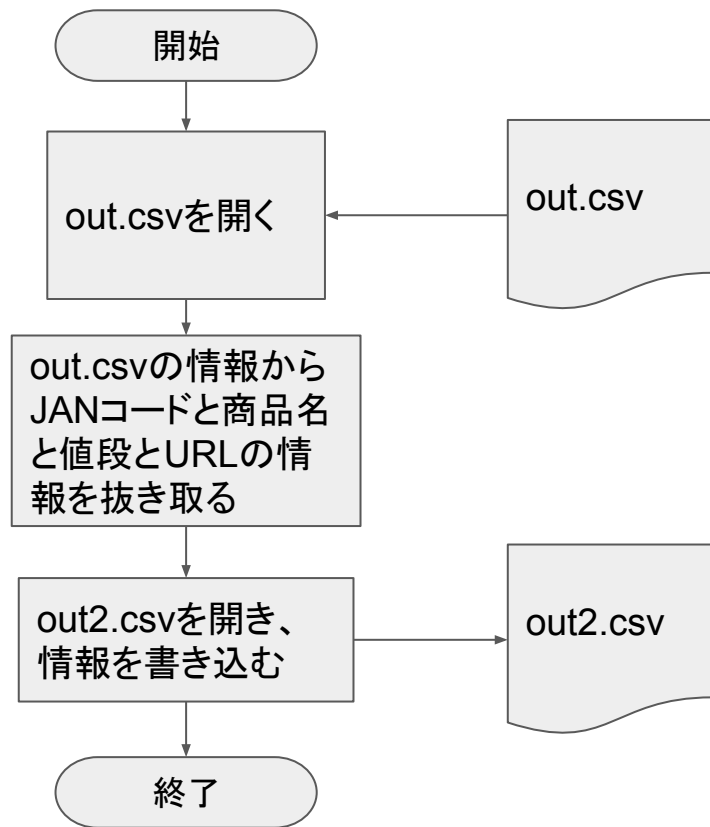 開始
out.csvを開く
out.csv
out.csvの情報から
JANコードと商品名
と値段とURLの情
報を抜き取る
out2.csvを開き、
情報を書き込む
out2.csv
終了